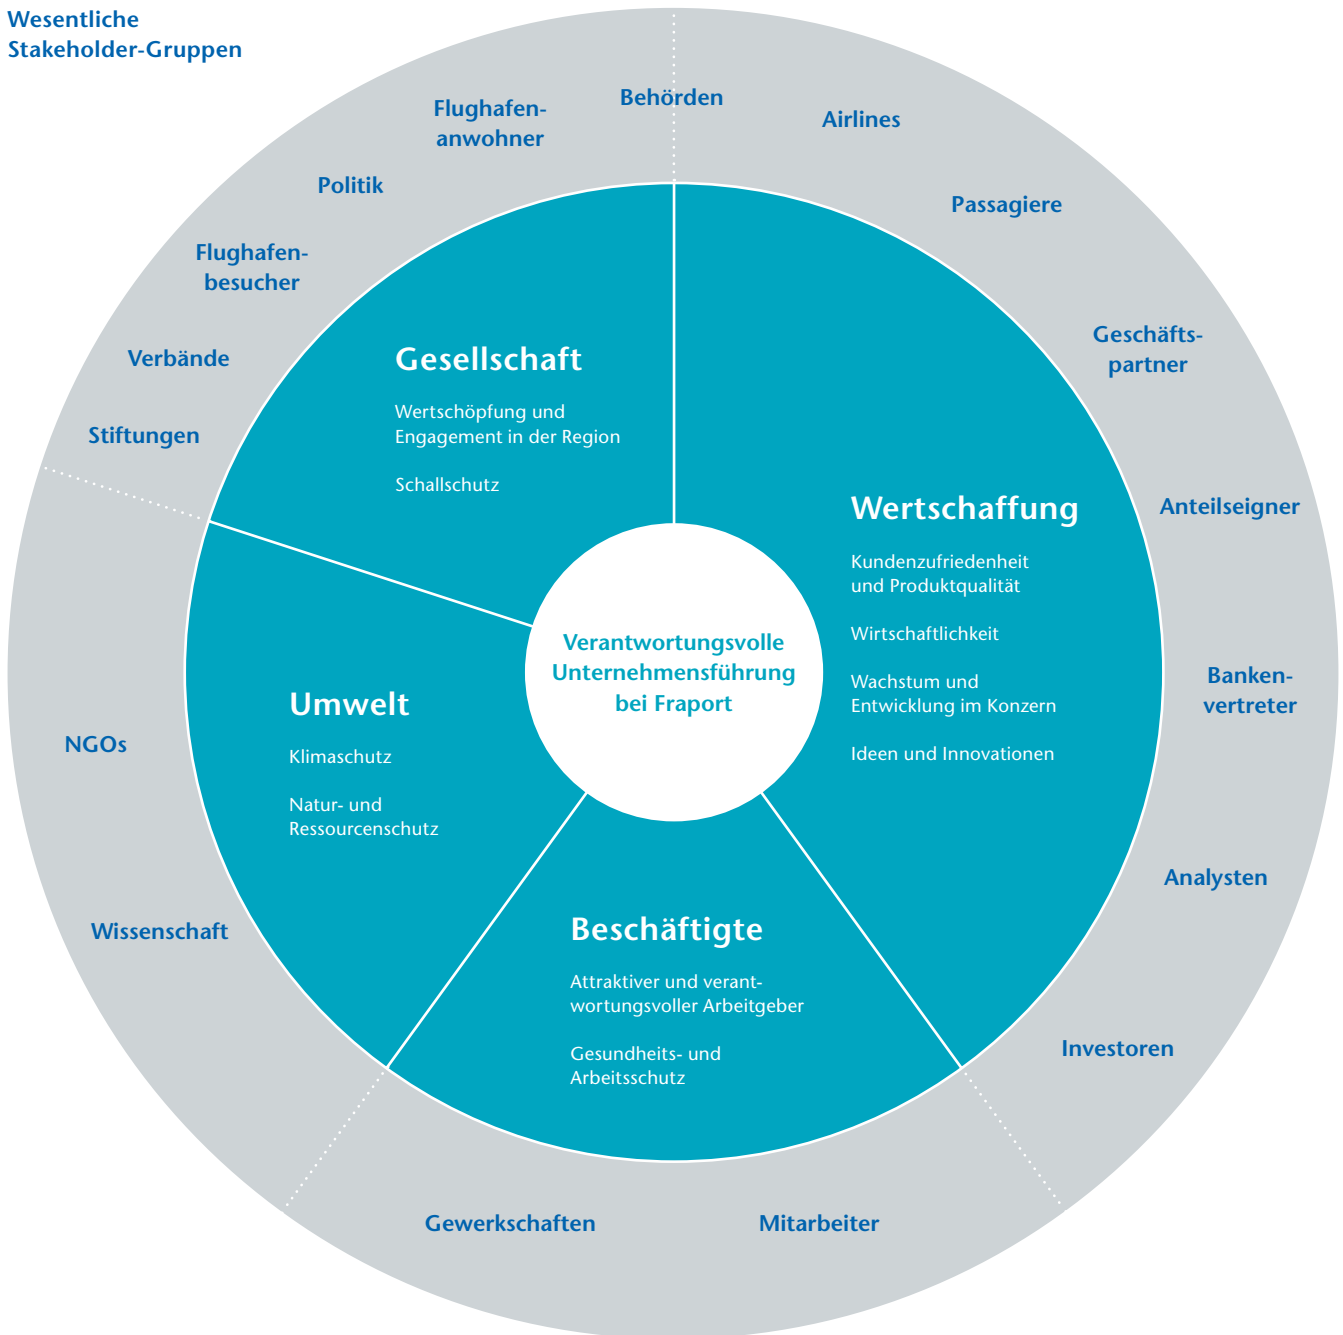 Wesentliche
Stakeholder-Gruppen
Behörden
Airlines
Passagiere
Geschäfts-
partner
Anteilseigner
Banken-
vertreter
Analysten
Investoren
Mitarbeiter
Gewerkschaften
Wissenschaft
NGOs
Stiftungen
Verbände
Flughafen-
besucher
Politik
Flughafen-
anwohner
Gesellschaft
Wertschöpfung und
Engagement in der Region
Schallschutz
Wertschaffung
Kundenzufriedenheit
und Produktqualität
Wirtschaftlichkeit
Wachstum und
Entwicklung im Konzern
Ideen und Innovationen
Verantwortungsvolle
Unternehmensführung
bei Fraport
Umwelt
Klimaschutz
Natur- und
Ressourcenschutz
Beschäftigte
Attraktiver und verant-
wortungsvoller Arbeitgeber
Gesundheits- und
Arbeitsschutz